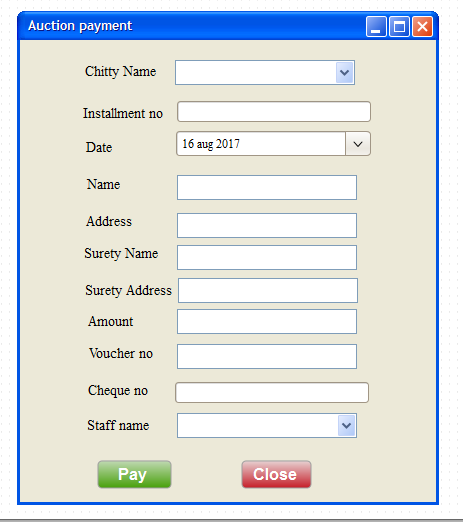 Auction payment
Chitty Name
Installment no
Date 16 aug 2017
Name
Address
Surety Name
Surety Address
Amount
Voucher no
Cheque no
Staff name
Pay Close